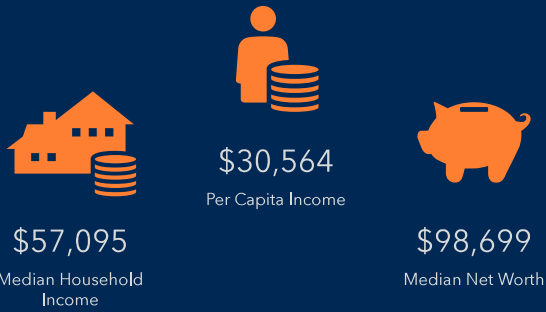 $30,564
Per Capita Income
$57,095
Median Household
Income
$98,699
Median Net Worth